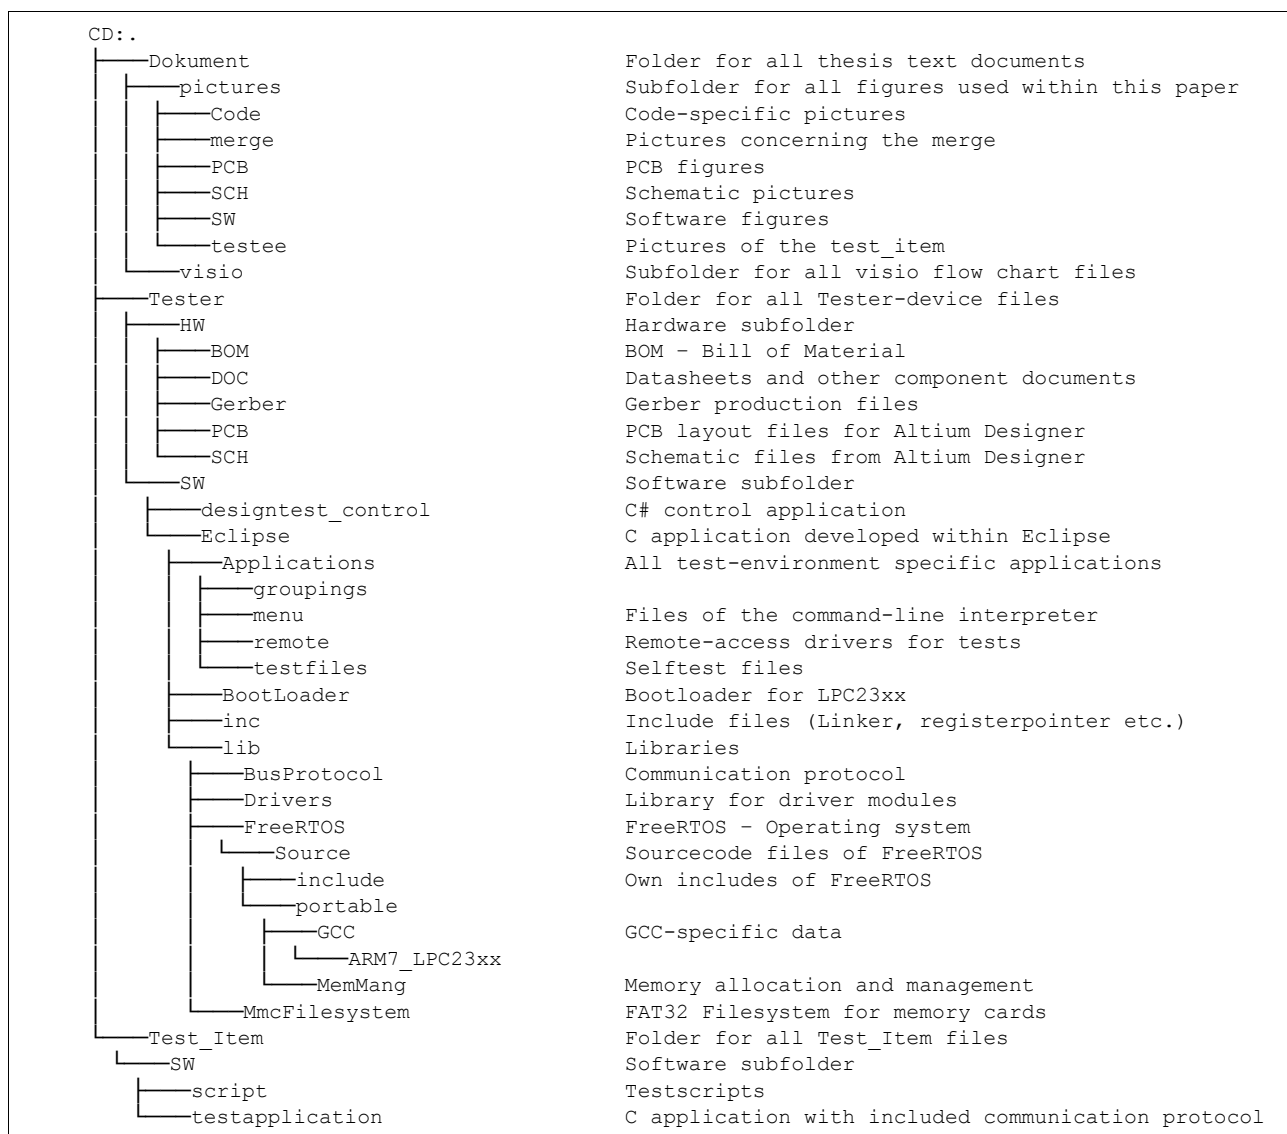 CD:.
Dokument Folder for all thesis text documents
pictures Subfolder for all figures used within this paper
Code Code-specific pictures
merge Pictures concerning the merge
PCB PCB figures
SCH Schematic pictures
SW Software figures
testee Pictures of the test_item
visio Subfolder for all visio flow chart files
Tester Folder for all Tester-device files
HW Hardware subfolder
BOM BOM – Bill of Material
DOC Datasheets and other component documents
Gerber Gerber production files
PCB PCB layout files for Altium Designer
SCH Schematic files from Altium Designer
SW Software subfolder
designtest_control C# control application
Eclipse C application developed within Eclipse
Applications All test-environment specific applications
groupings
menu Files of the command-line interpreter
remote Remote-access drivers for tests
testfiles Selftest files
BootLoader Bootloader for LPC23xx
inc Include files (Linker, registerpointer etc.)
lib Libraries
BusProtocol Communication protocol
Drivers Library for driver modules
FreeRTOS FreeRTOS – Operating system
Source Sourcecode files of FreeRTOS
include Own includes of FreeRTOS
portable
GCC GCC-specific data
ARM7_LPC23xx
MemMang Memory allocation and management
MmcFilesystem FAT32 Filesystem for memory cards
Test_Item Folder for all Test_Item files
SW Software subfolder
script Testscripts
testapplication C application with included communication protocol